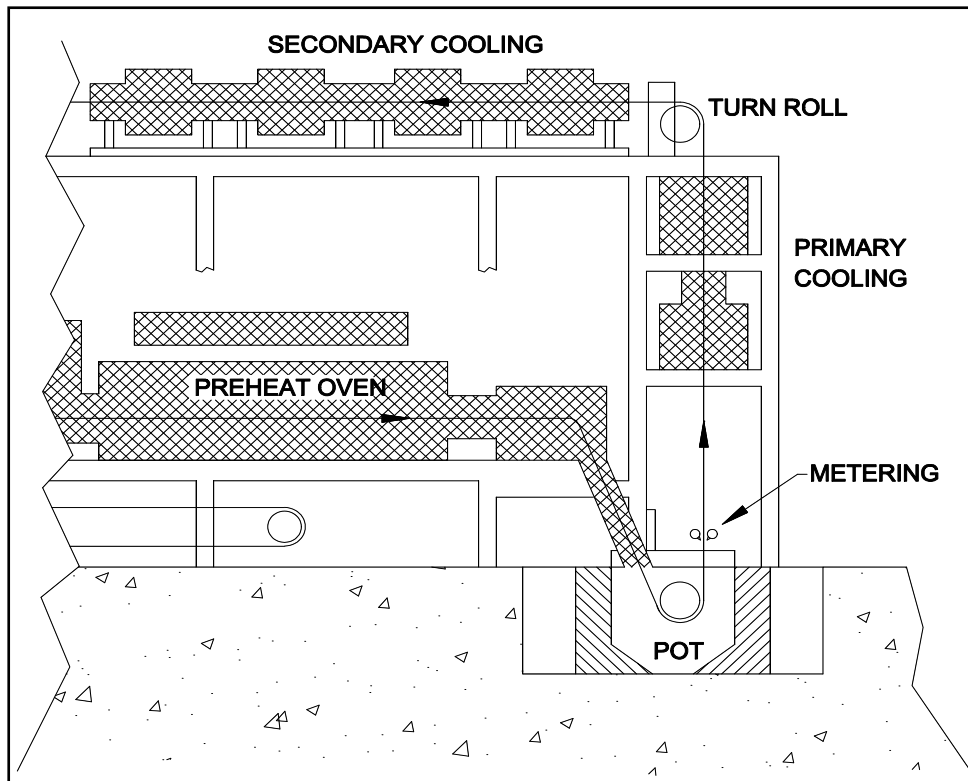 SECONDARY COOLING
TURN ROLL
PRIMARY
COOLING
PREHEAT OVEN
METERING
POT